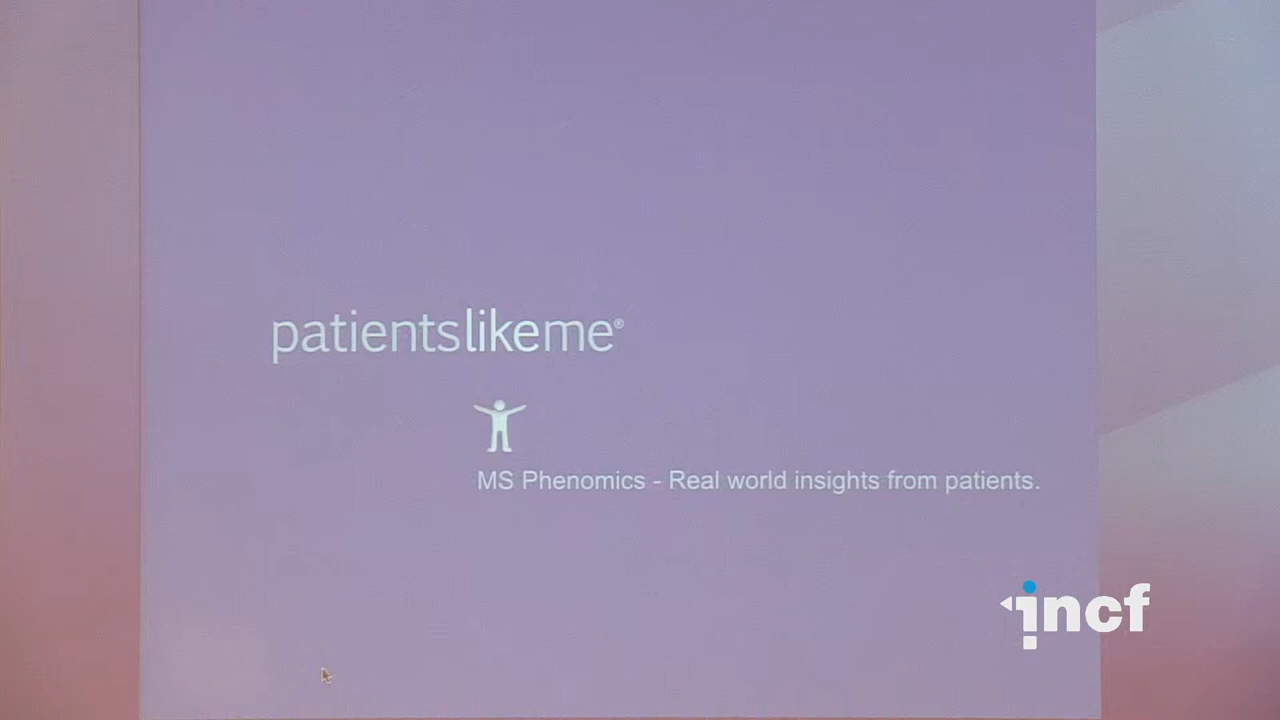 patientslikeme®
MS Phenomics - Real world insights from patients.
incf